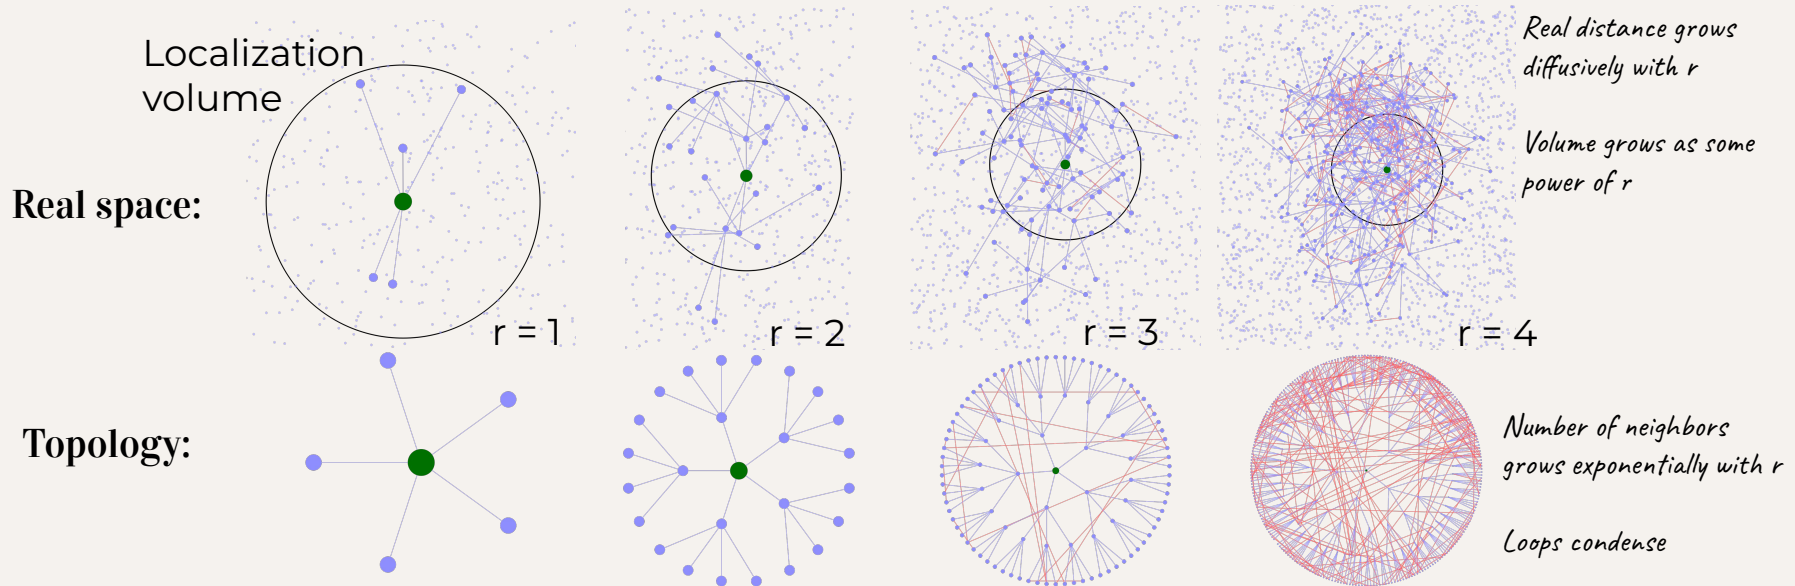 Localization
volume
Real distance grows
diffusively with r
Volume grows as some
power of r
Real space:
r = 1
r = 2
r = 3
r = 4
Topology:
Number of neighbors
grows exponentially with r
Loops condense